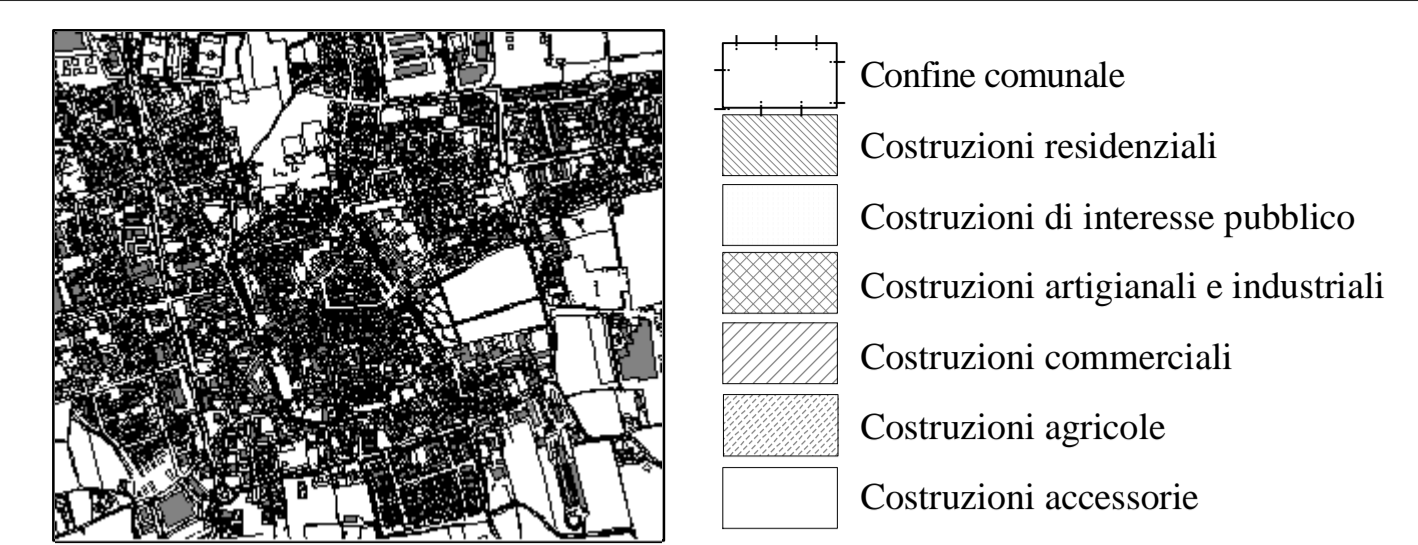 Confine comunale
Costruzioni residenziali
Costruzioni di interesse pubblico
Costruzioni artigianali e industriali
Costruzioni commerciali
Costruzioni agricole
Costruzioni accessorie